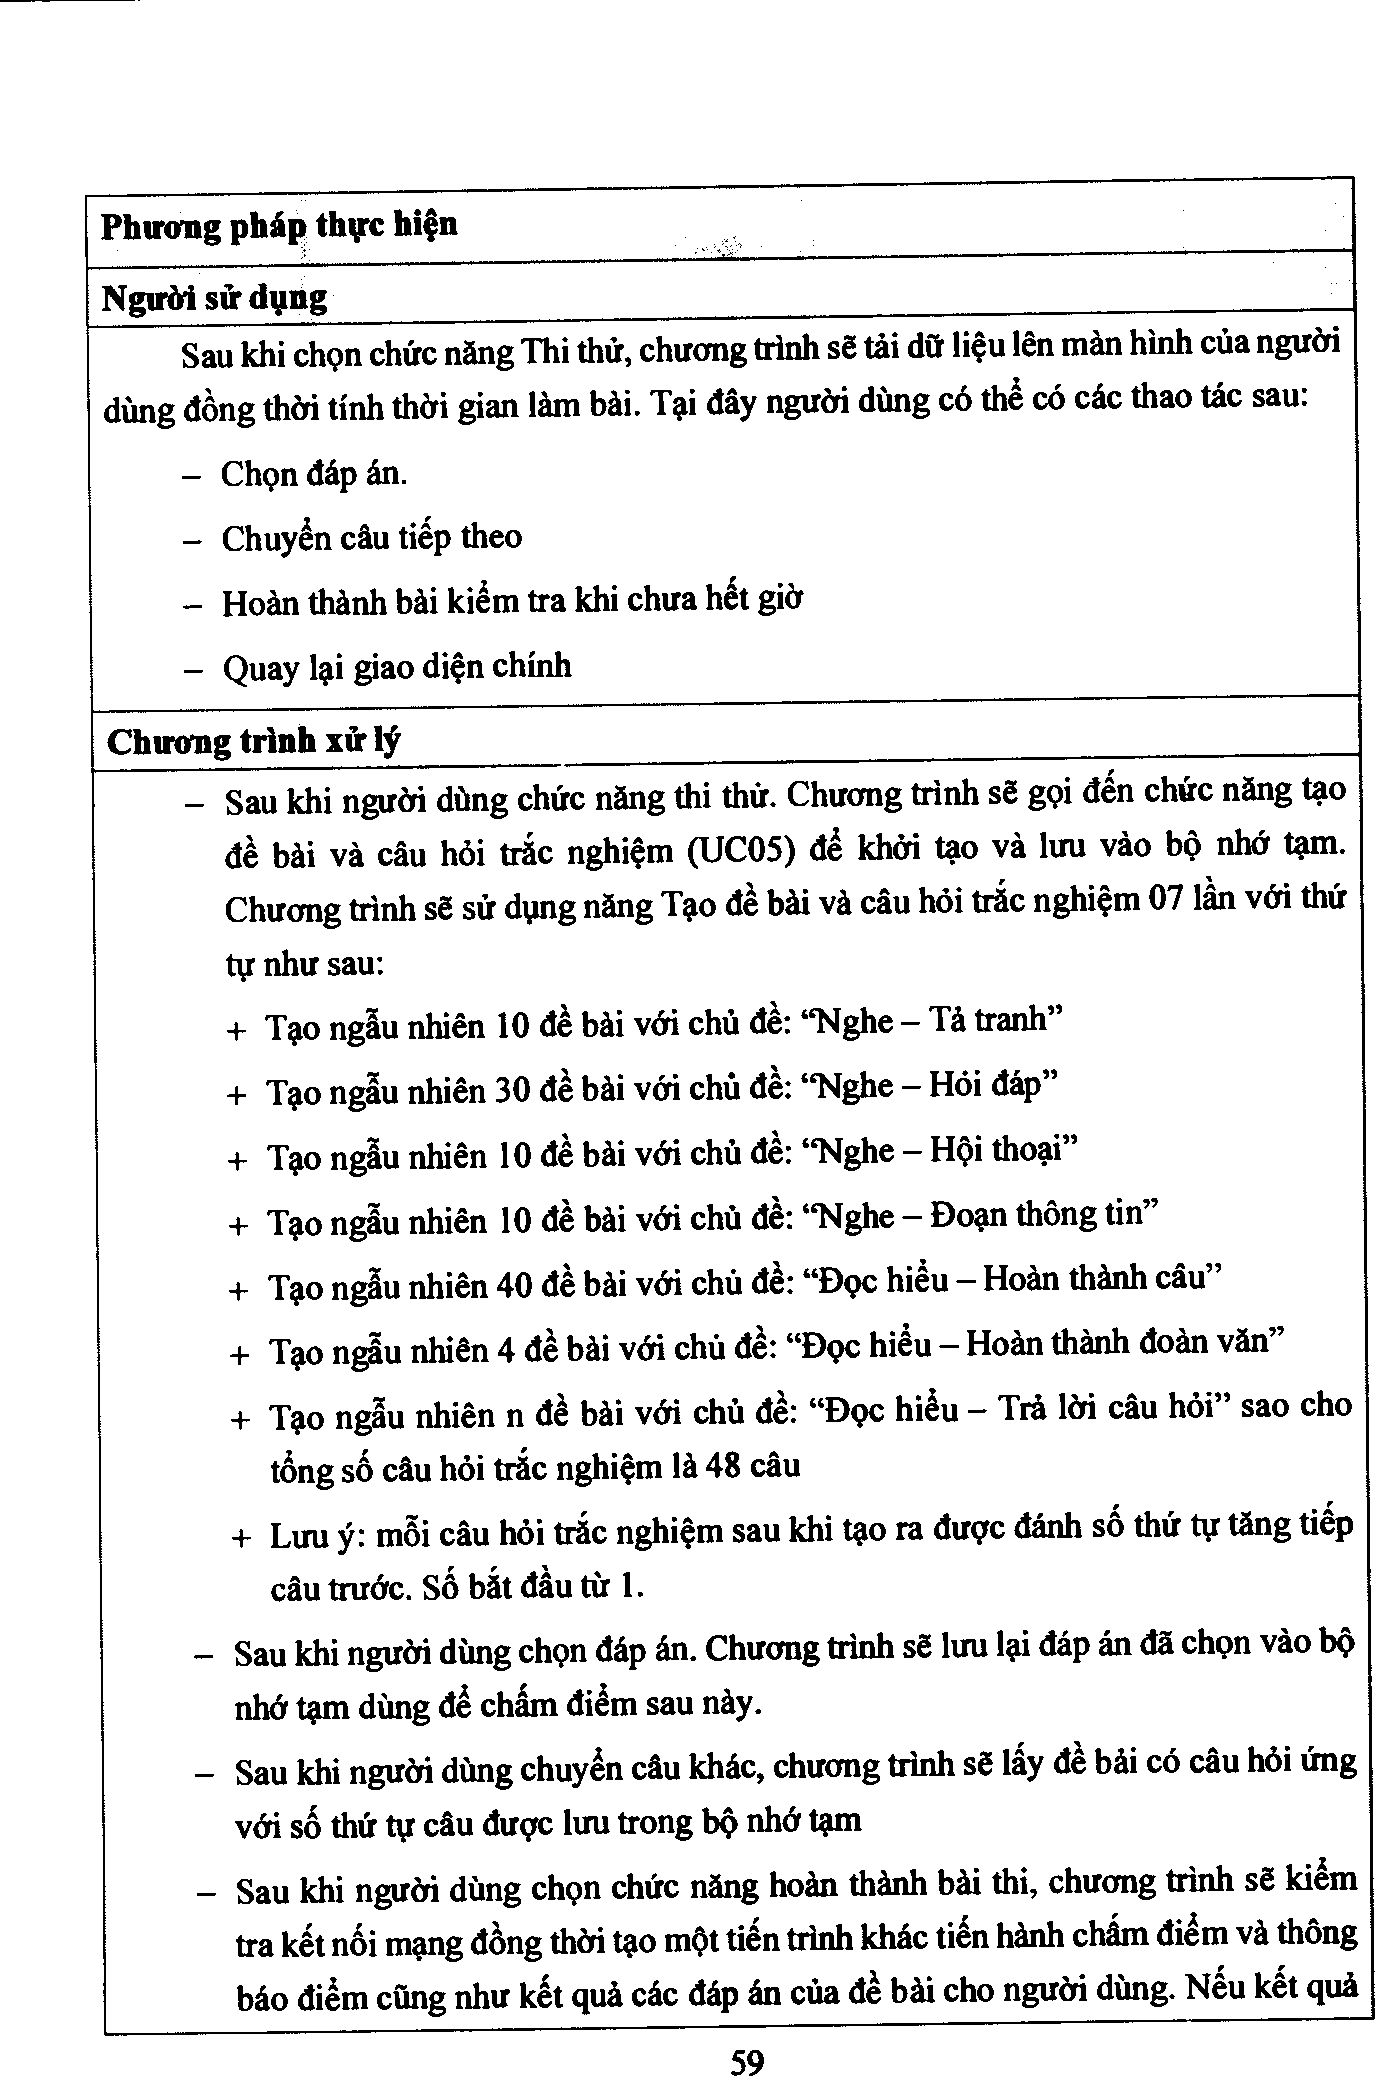 Phương pháp thực hiện
Người sử dụng
Sau khi chọn chức năng Thi thử, chương trình sẽ tải dữ liệu lên màn hình của người
dùng đồng thời tính thời gian làm bài. Tại đây người dùng có thể có các thao tác sau:
– Chọn đáp án.
– Chuyển câu tiếp theo
– Hoàn thành bài kiểm tra khi chưa hết giờ
– Quay lại giao diện chính
Chương trình xử lý
– Sau khi người dùng chức năng thi thử. Chương trình sẽ gọi đến chức năng tạo
đề bài và câu hỏi trắc nghiệm (UC05) để khởi tạo và lưu vào bộ nhớ tạm.
Chương trình sẽ sử dụng năng Tạo đề bài và câu hỏi trắc nghiệm 07 lần với thứ
tự như sau:
+ Tạo ngẫu nhiên 10 đề bài với chủ đề: “Nghe – Tả tranh”
+ Tạo ngẫu nhiên 30 đề bài với chủ đề: “Nghe – Hỏi đáp”
+ Tạo ngẫu nhiên 10 đề bài với chủ đề: “Nghe – Hội thoại”
+ Tạo ngẫu nhiên 10 đề bài với chủ đề: “Nghe – Đoạn thông tin”
+ Tạo ngẫu nhiên 40 đề bài với chủ đề: “Đọc hiểu – Hoàn thành câu”
+ Tạo ngẫu nhiên 4 đề bài với chủ đề: “Đọc hiểu – Hoàn thành đoàn văn”
+ Tạo ngẫu nhiên n đề bài với chủ đề: “Đọc hiểu – Trả lời câu hỏi” sao cho
tổng số câu hỏi trắc nghiệm là 48 câu
+ Lưu ý: mỗi câu hỏi trắc nghiệm sau khi tạo ra được đánh số thứ tự tăng tiếp
câu trước. Số bắt đầu từ 1.
– Sau khi người dùng chọn đáp án. Chương trình sẽ lưu lại đáp án đã chọn vào bộ
nhớ tạm dùng để chấm điểm sau này.
– Sau khi người dùng chuyển câu khác, chương trình sẽ lấy đề bải có câu hỏi ứng
với số thứ tự câu được lưu trong bộ nhớ tạm
– Sau khi người dùng chọn chức năng hoàn thành bài thi, chương trình sẽ kiểm
tra kết nối mạng đồng thời tạo một tiến trình khác tiến hành chấm điểm và thông
báo điểm cũng như kết quả các đáp án của đề bài cho người dùng. Nếu kết quả
59